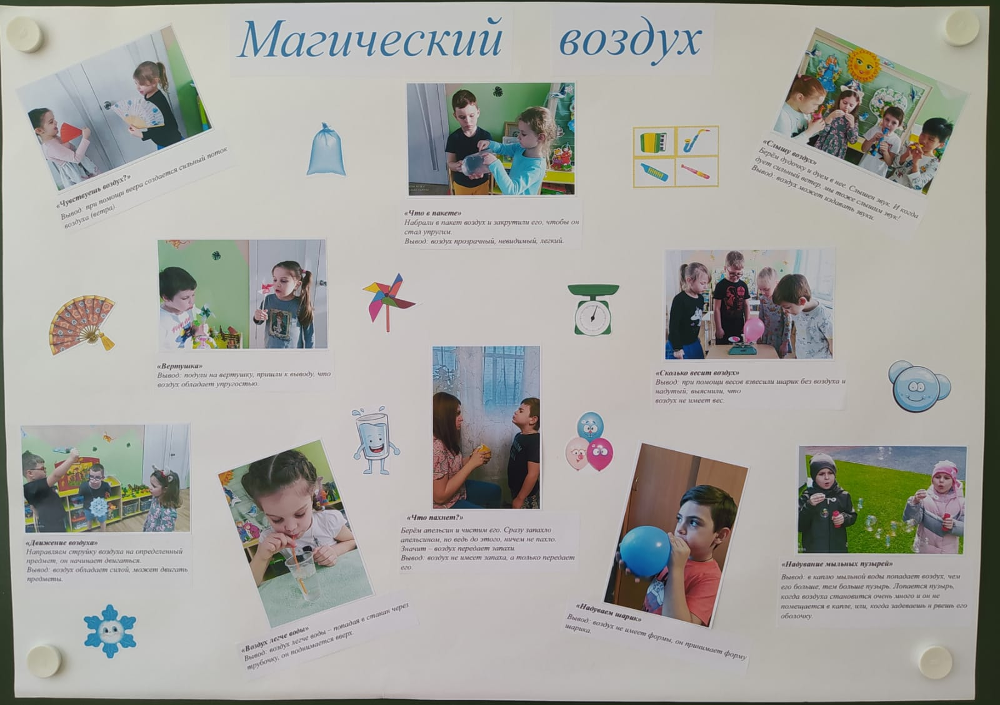 Магический воздух
«Чувствуешь воздух?»
Вывод: при помощи веера создается сильный поток
воздуха (ветра).
«Что в пакете»
Набрали в пакет воздух и закрутили его, чтобы он
стал упругим.
Вывод: воздух прозрачный, невидимый, легкий.
«Слышу воздух»
Берём дудочку и дуем в нее. Слышен звук. И когда
дует сильный ветер, мы тоже слышим звук!
Вывод: воздух может издавать звуки.
«Вертушка»
Вывод: подули на вертушку, пришли к выводу, что
воздух обладает упругостью.
«Сколько весит воздух»
Вывод: при помощи весов взвесили шарик без воздуха и
надутый; выяснили, что
воздух не имеет вес.
«Движение воздуха»
Направляем струйку воздуха на определенный
предмет, он начинает двигаться.
Вывод: воздух обладает силой, может двигать
предметы.
«Воздух легче воды»
Вывод: воздух легче воды – попадая в стакан через
трубочку, он поднимается вверх.
«Что пахнет?»
Берём апельсин и чистим его. Сразу запахло
апельсином, но ведь до этого, ничем не пахло.
Значит – воздух передает запахи.
Вывод: воздух не имеет запаха, а только передает
его.
«Надуваем шарик»
Вывод: воздух не имеет формы, он принимает форму
шарика.
«Надувание мыльных пузырей»
Вывод: в каплю мыльной воды попадает воздух, чем
его больше, тем больше пузырь. Лопается пузырь,
когда воздуха становится очень много и он не
помещается в капле, или, когда задеваешь и рвешь его
оболочку.